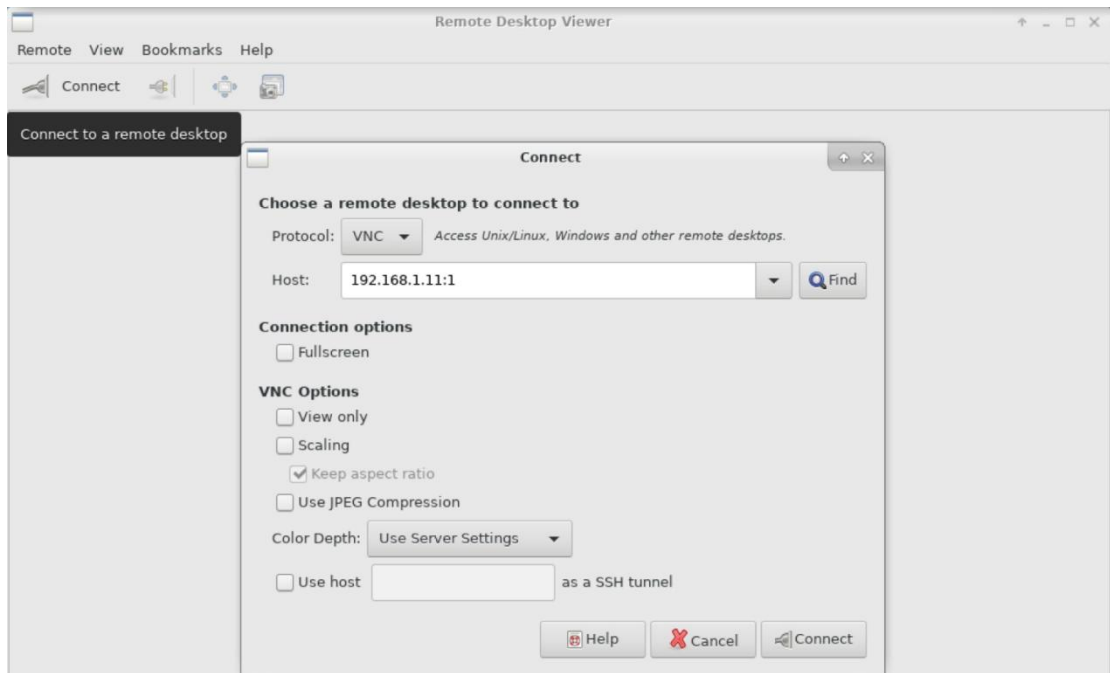 Remote Desktop Viewer
Remote View Bookmarks Help
Connect
Connect to a remote desktop
Connect
Choose a remote desktop to connect to
Protocol: VNC Access Unix/Linux, Windows and other remote desktops.
Host: 192.168.1.11:1 Find
Connection options
Fullscreen
VNC Options
View only
Scaling
Keep aspect ratio
Use JPEG Compression
Color Depth: Use Server Settings
Use host as a SSH tunnel
Help Cancel Connect